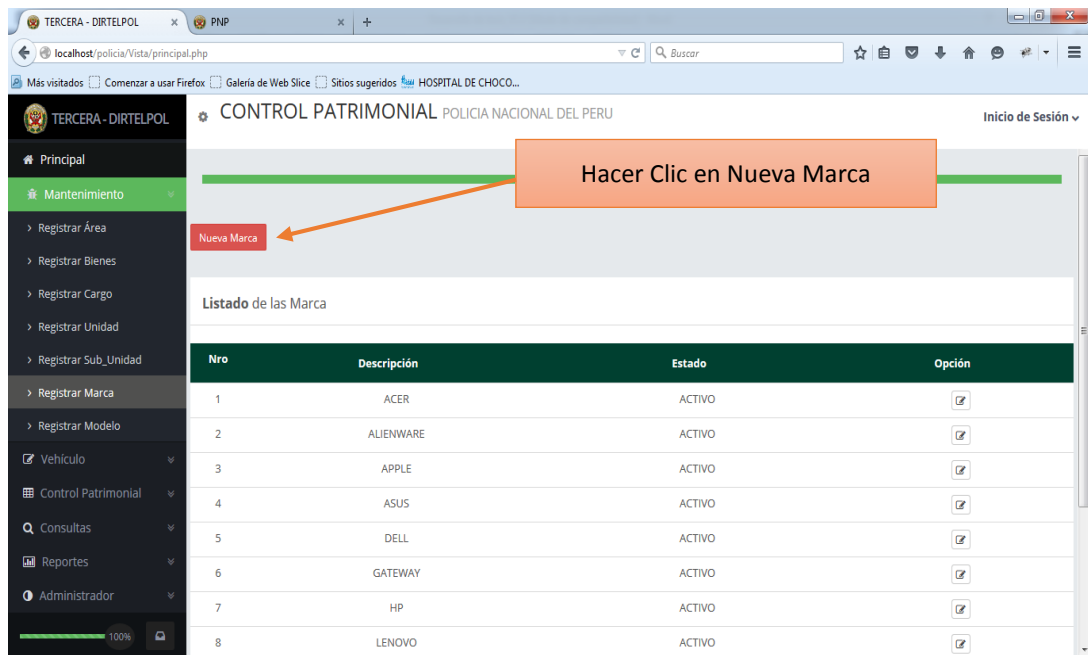 TERCERA - DIRTELPOL
PNP
localhost/policia/Vista/principal.php
Buscar
Más visitados
Comenzar a usar Firefox
Galería de Web Slice
Sitios sugeridos
HOSPITAL DE CHOCO...
TERCERA - DIRTELPOL
CONTROL PATRIMONIAL POLICIA NACIONAL DEL PERU
Inicio de Sesión
Principal
Mantenimiento
Registrar Área
Registrar Bienes
Registrar Cargo
Registrar Unidad
Registrar Sub_Unidad
Registrar Marca
Registrar Modelo
Vehículo
Control Patrimonial
Consultas
Reportes
Administrador
100%
Hacer Clic en Nueva Marca
Nueva Marca
Listado de las Marca
Nro Descripción Estado Opción
1 ACER ACTIVO
2 ALIENWARE ACTIVO
3 APPLE ACTIVO
4 ASUS ACTIVO
5 DELL ACTIVO
6 GATEWAY ACTIVO
7 HP ACTIVO
8 LENOVO ACTIVO